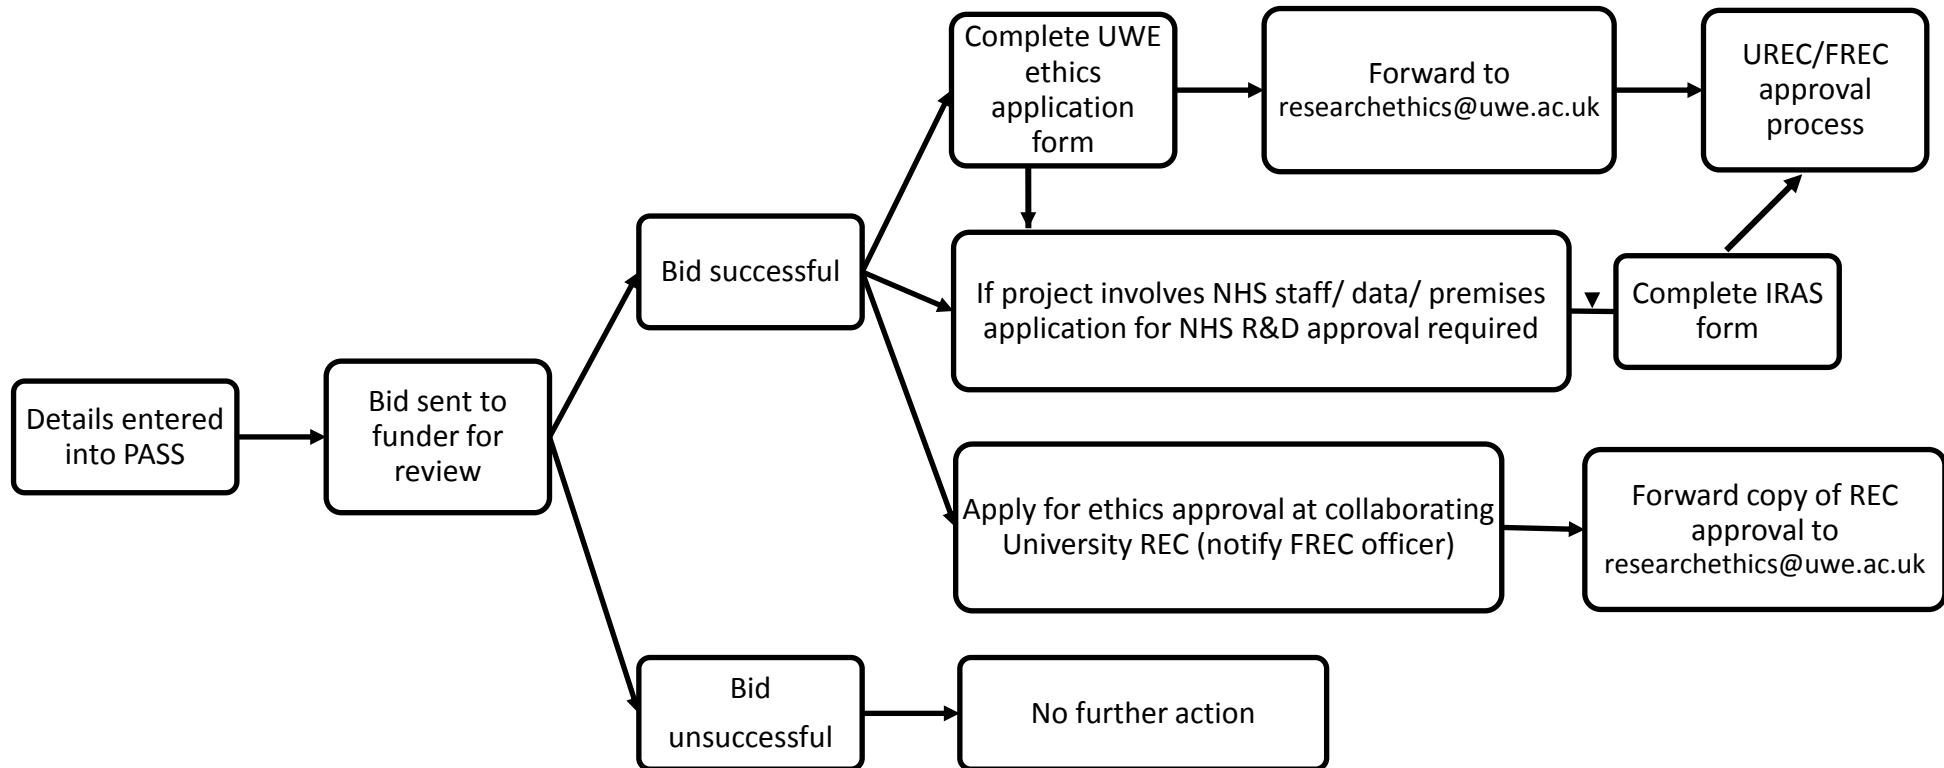 Complete UWE
ethics
application
form
Forward to
researchethics@uwe.ac.uk
UREC/FREC
approval
process
Bid successful
If project involves NHS staff/ data/ premises
application for NHS R&D approval required
Complete IRAS
form
Details entered
into PASS
Bid sent to
funder for
review
Apply for ethics approval at collaborating
University REC (notify FREC officer)
Forward copy of REC
approval to
researchethics@uwe.ac.uk
Bid
unsuccessful
No further action